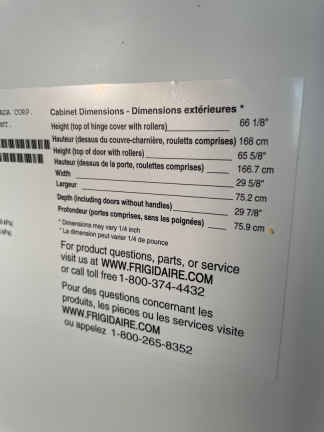 CORP.
Cabinet Dimensions - Dimensions extérieures *
Height (top of hinge cover with rollers) 66 1/8"
Hauteur (dessus du couvre-charnière, roulettes comprises) 168 cm
Height (top of door with rollers) 65 5/8"
Hauteur (dessus de la porte, roulettes comprises) 166.7 cm
Width 29 5/8"
Largeur 75.2 cm
Depth (including doors without handles) 29 7/8"
Profondeur (portes comprises, sans les poignées) 75.9 cm
* Dimensions may vary 1/4 inch
* La dimension peut varier 1/4 de pounce
For product questions, parts, or service
visit us at WWW.FRIGIDAIRE.COM
or call toll free 1-800-374-4432
Pour des questions concernant les
produits, les pieces ou les services visite
WWW.FRIGIDAIRE.COM
ou appelez 1-800-265-8352